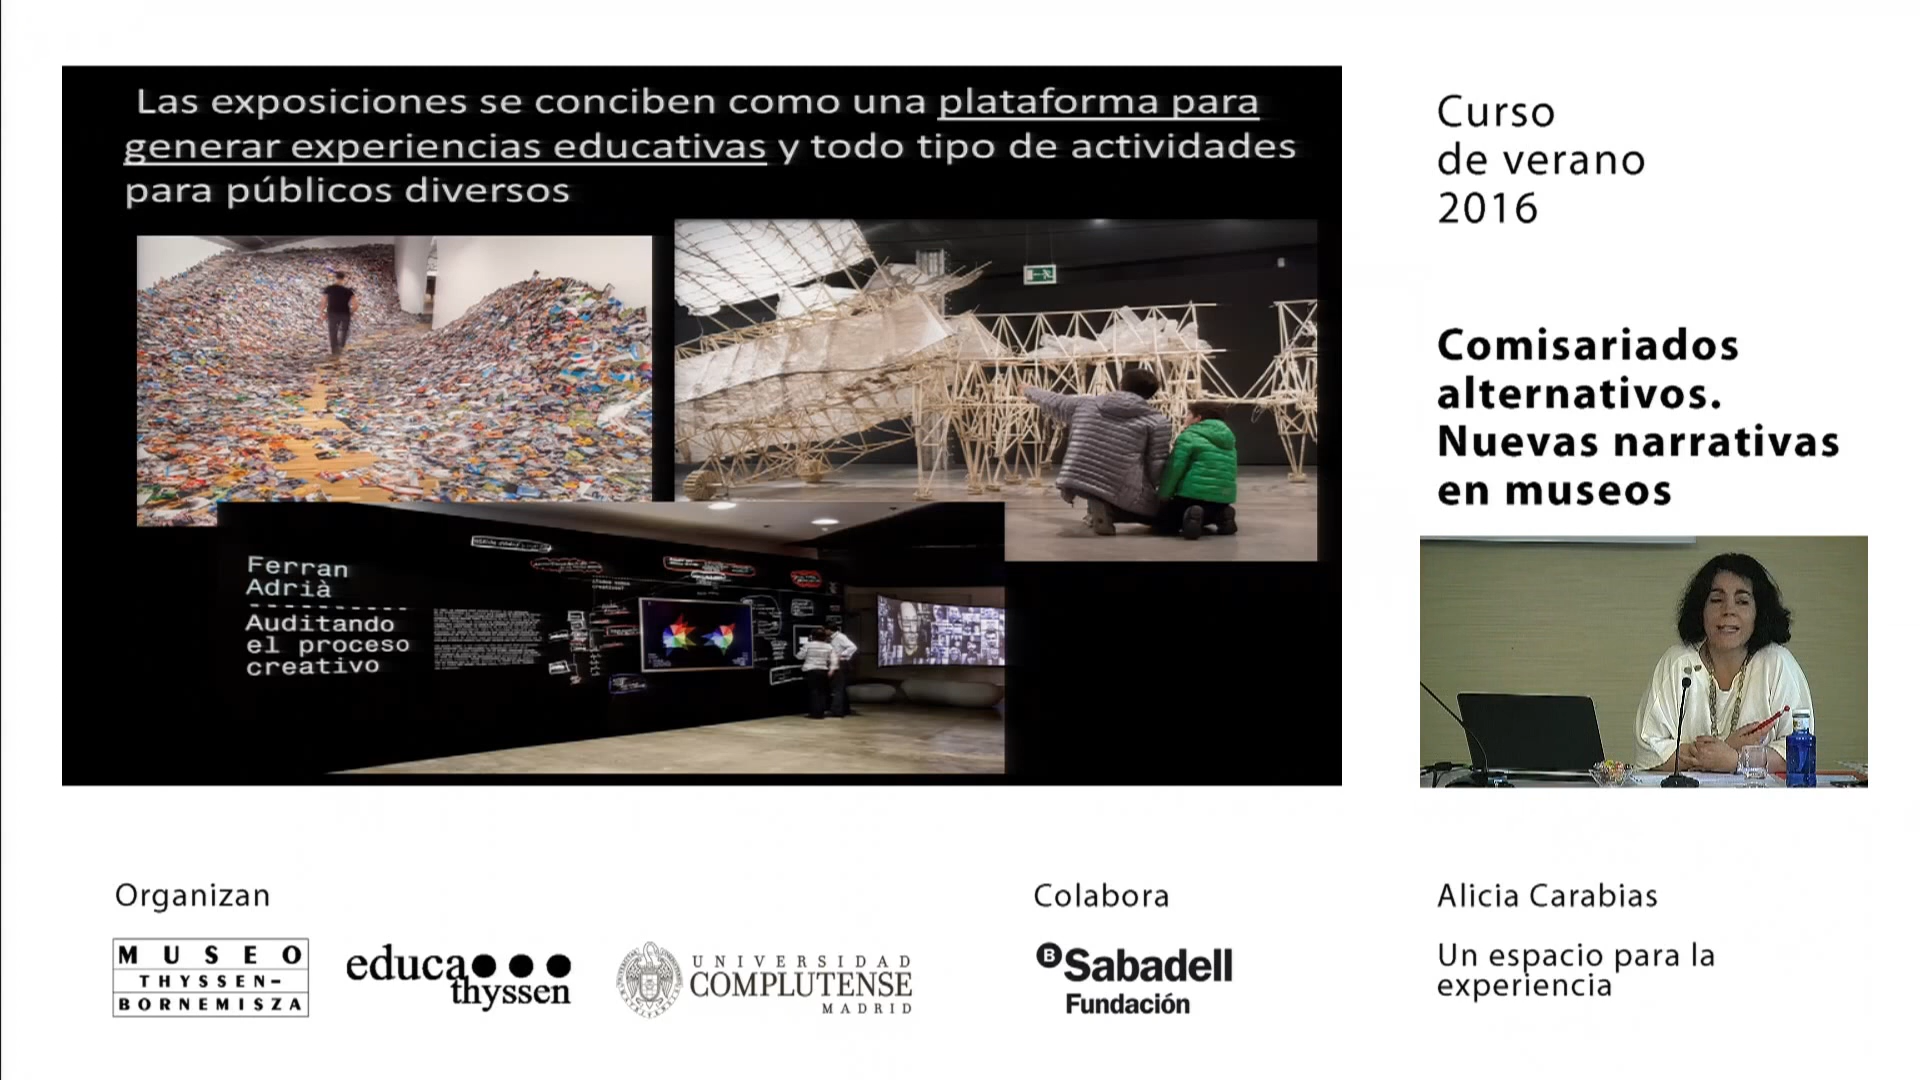 Las exposiciones se conciben como una plataforma para
generar experiencias educativas y todo tipo de actividades
para públicos diversos
Ferran
Adrià
Auditando
el proceso
creativo
Curso
de verano
2016
Comisariados
alternativos.
Nuevas narrativas
en museos
Organizan
MUSEO
THYSSEN-
BORNEMISZA
educa
thyssen
UNIVERSIDAD
COMPLUTENSE
MADRID
Colabora
B Sabadell
Fundación
Alicia Carabias
Un espacio para la
experiencia